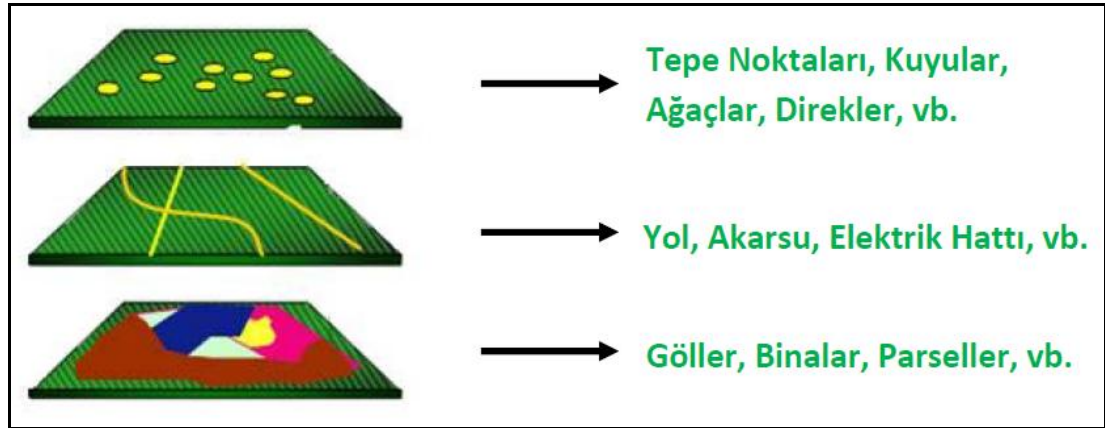 Tepe Noktaları, Kuyular,
Ağaçlar, Direkler, vb.
Yol, Akarsu, Elektrik Hattı, vb.
Göller, Binalar, Parseller, vb.